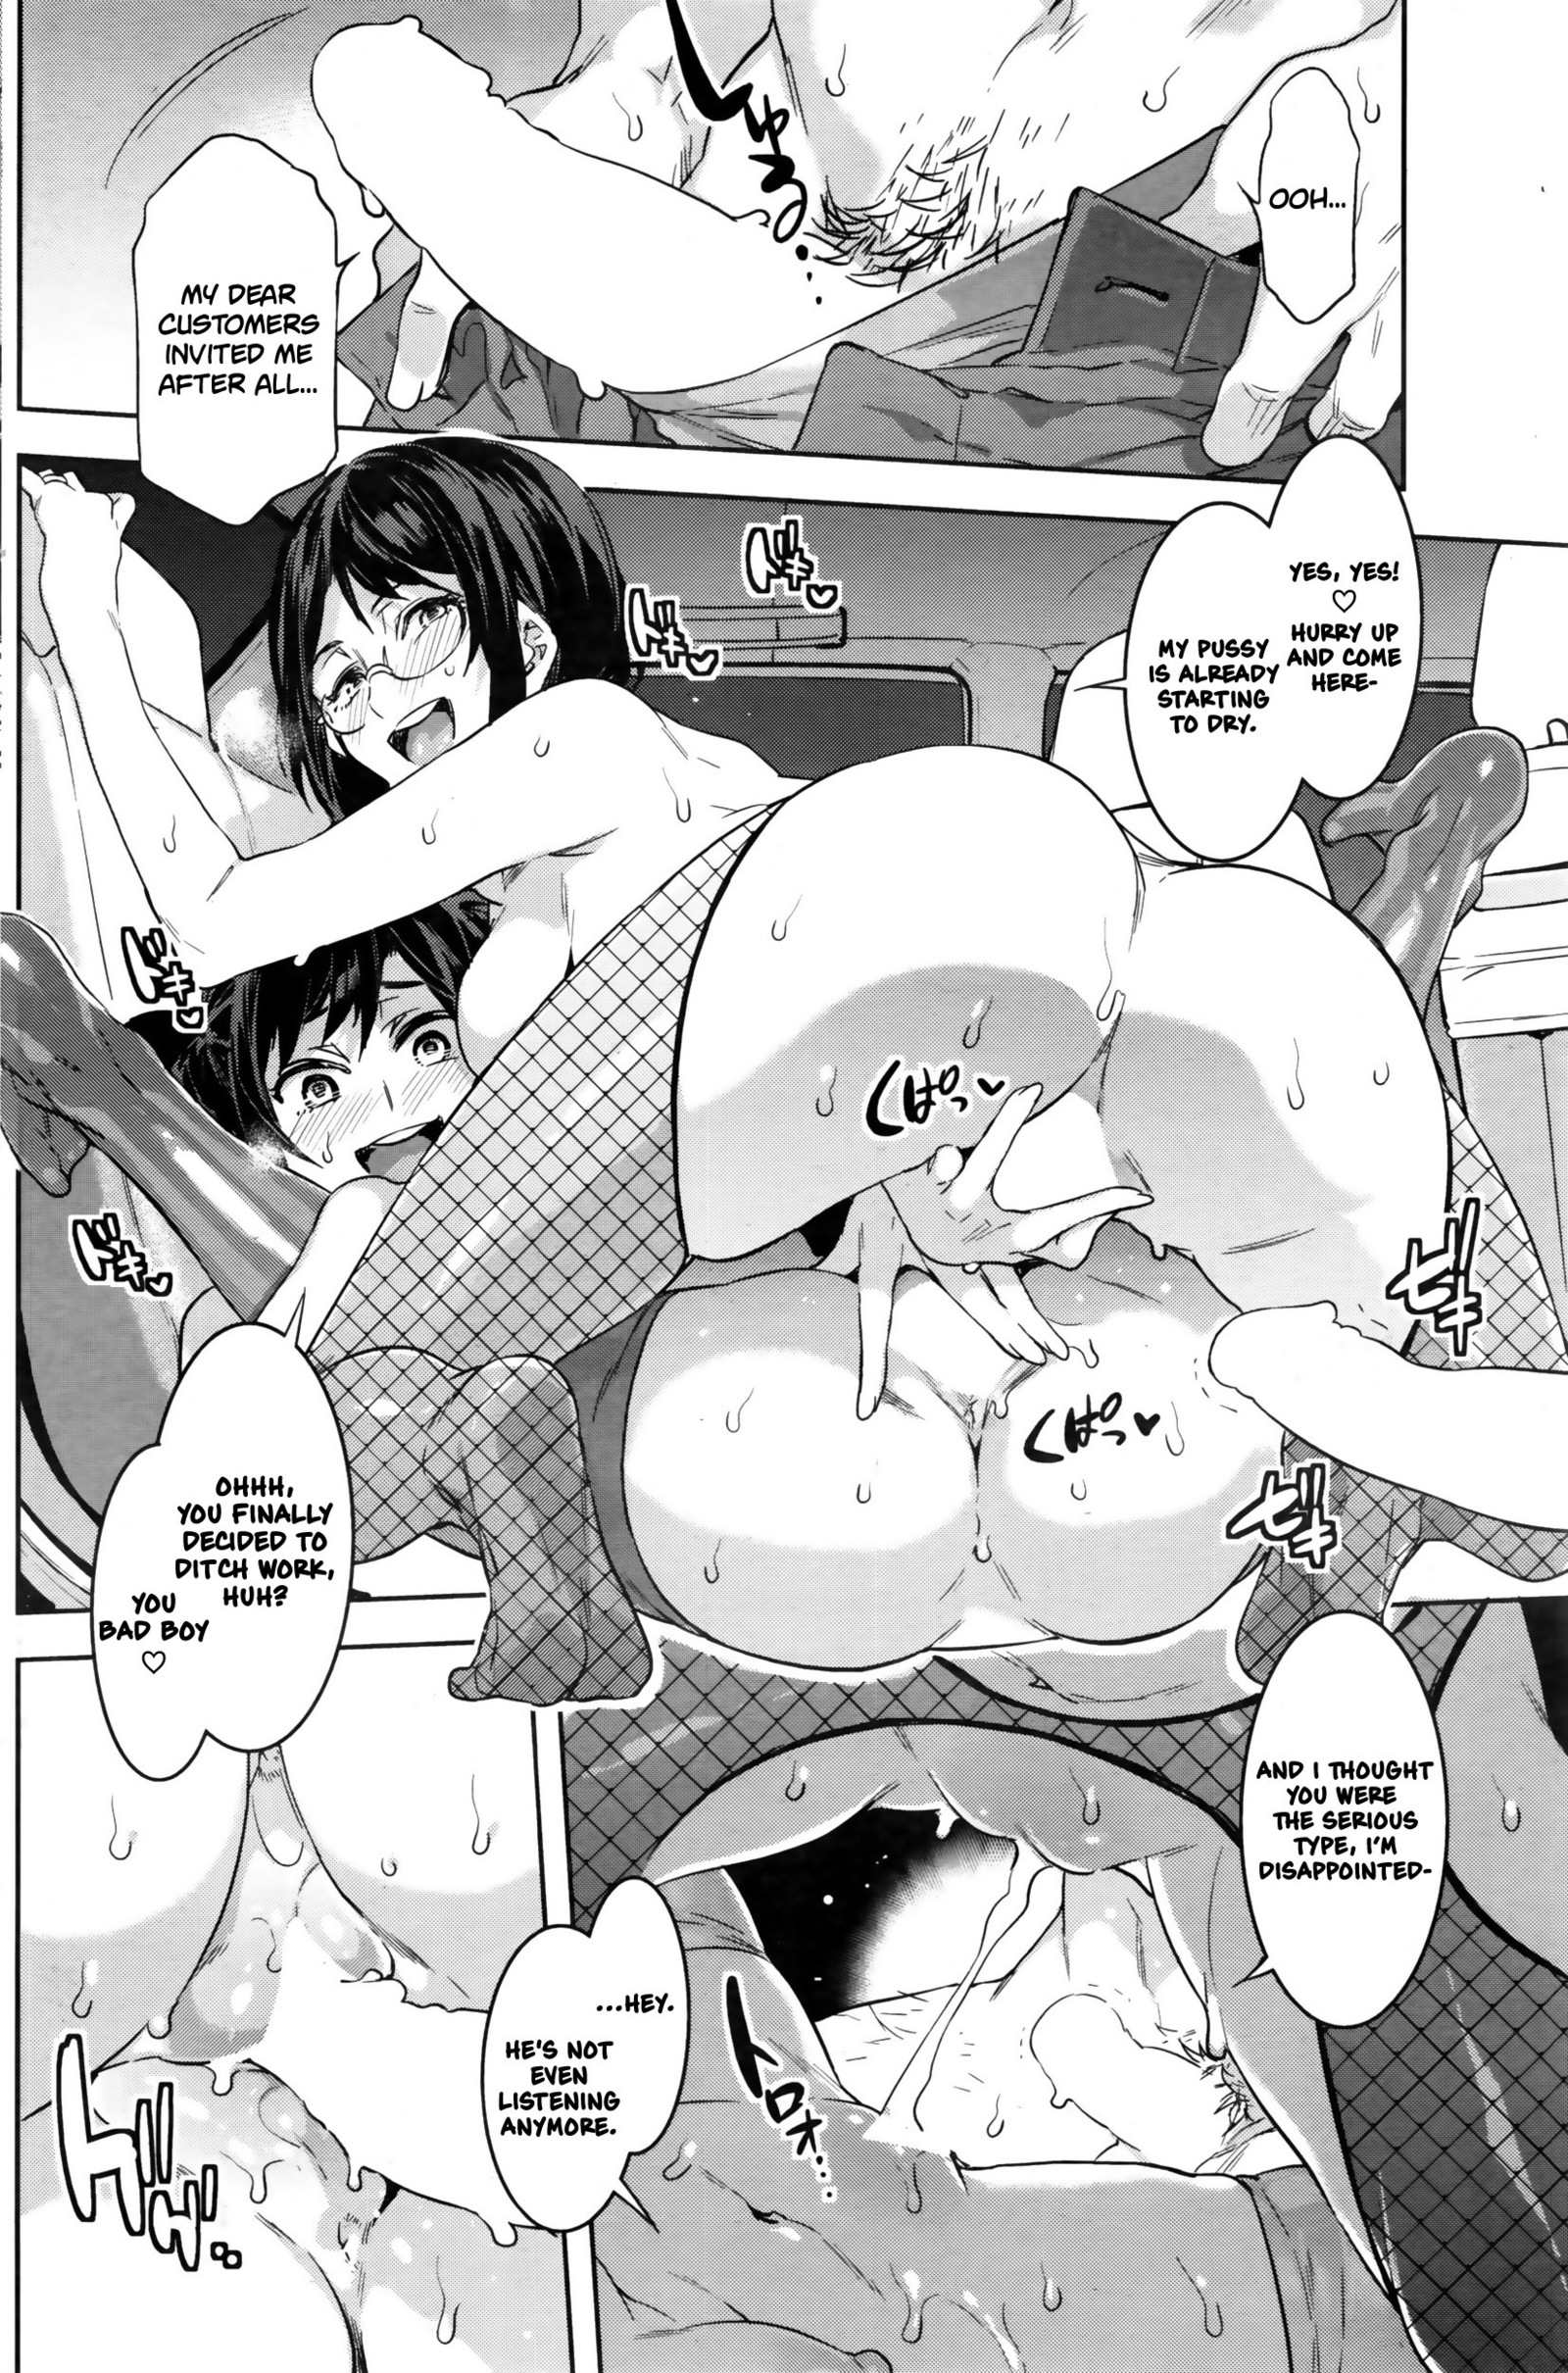 OOH...
しゅる...
MY DEAR
CUSTOMERS
INVITED ME
AFTER ALL...
YES, YES!
♡
HURRY UP
AND COME
HERE-
MY PUSSY
IS ALREADY
STARTING
TO DRY.
ドキ♡
ドキ♡
ドキ♡
ドキ♡
くぱっ♥
くぱっ♥
ビキ
ビキ
OHHH,
YOU FINALLY
DECIDED TO
DITCH WORK,
HUH?
YOU
BAD BOY
♡
AND I THOUGHT
YOU WERE
THE SERIOUS
TYPE, I'M
DISAPPOINTED-
トロォ...
...HEY.
HE'S NOT
EVEN
LISTENING
ANYMORE.